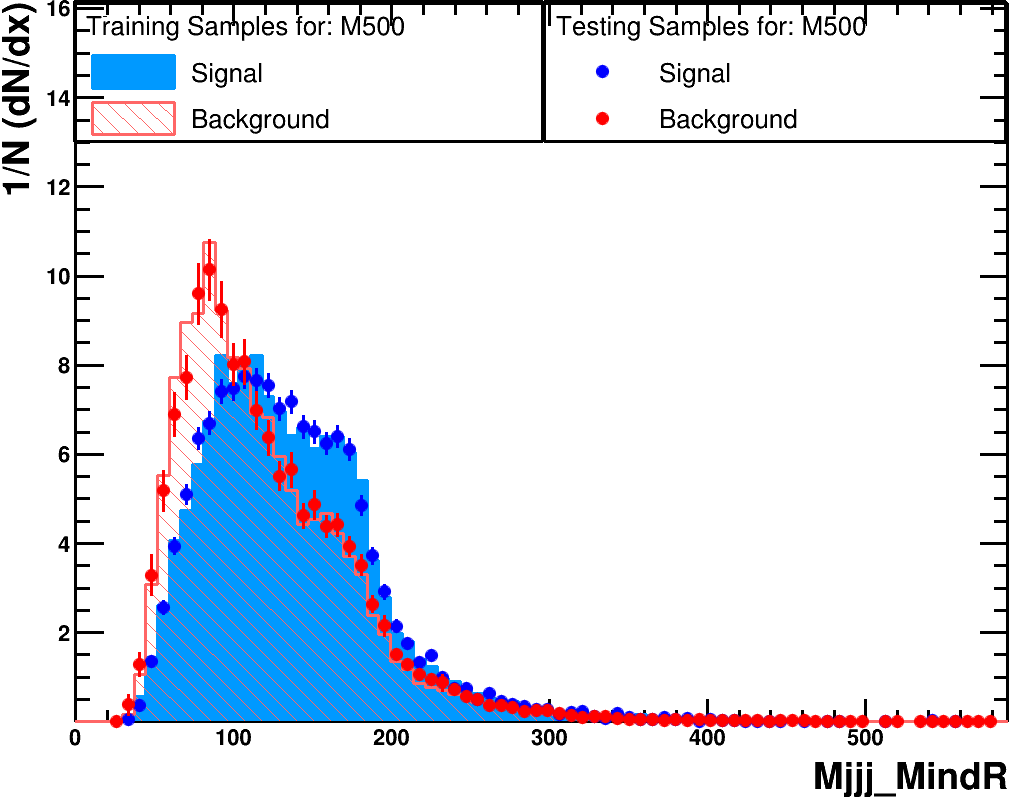 1/N (dN/dx)
Training Samples for: M500
Signal
Background
Testing Samples for: M500
Signal
Background
16
14
12
10
8
6
4
2
0 100 200 300 400 500
Mjjj_MindR